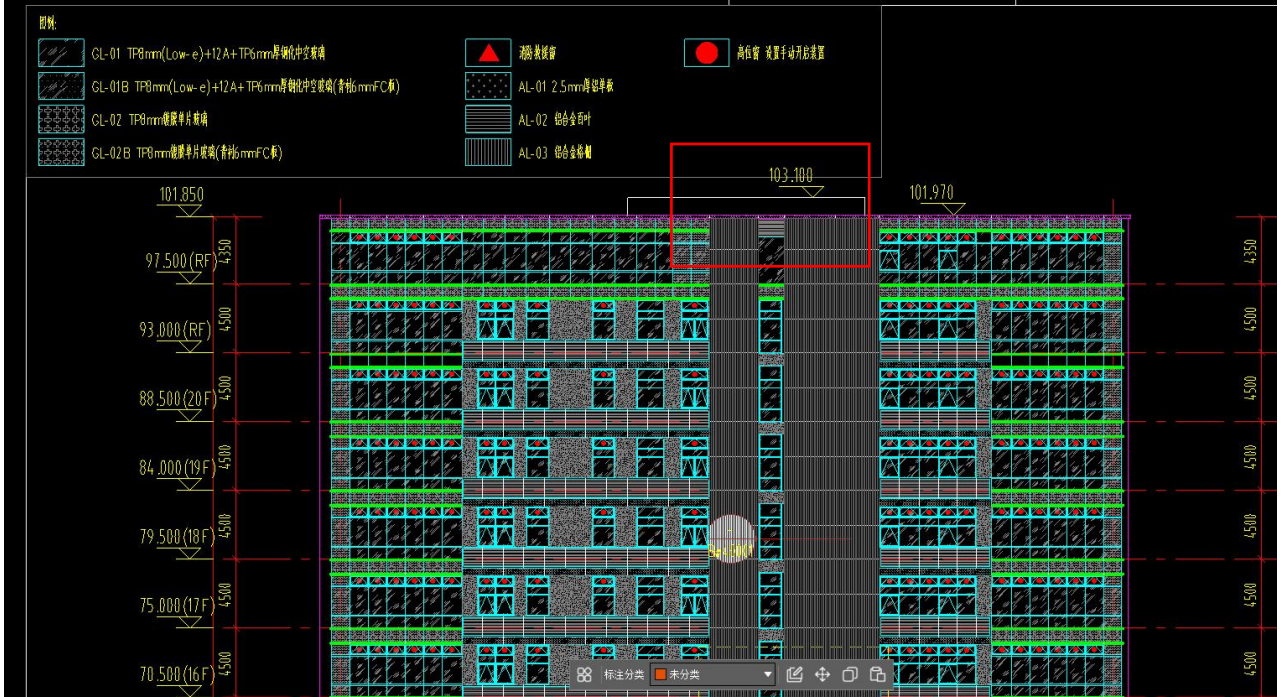 图例:
GL-01 TP8mm(Low-e)+12A+TP6mm厚钢化中空玻璃
GL-01B TP8mm(Low-e)+12A+TP6mm厚钢化中空玻璃(背衬6mmFC板)
GL-02 TP8mm镀膜单片玻璃
GL-02B TP8mm镀膜单片玻璃(背衬6mmFC板)
消防救援窗
AL-01 2.5mm厚铝单板
AL-02 铝合金百叶
AL-03 铝合金格栅
高位窗 设置手动开启装置
103.100
101.850
101.970
4350
97.500(RF)
4350
4500
93.000(RF)
4500
4500
88.500(20F)
4500
4500
84.000(19F)
4500
4500
79.500(18F)
4500
4500
75.000(17F)
4500
4500
70.500(16F)
4500
标注分类
未分类